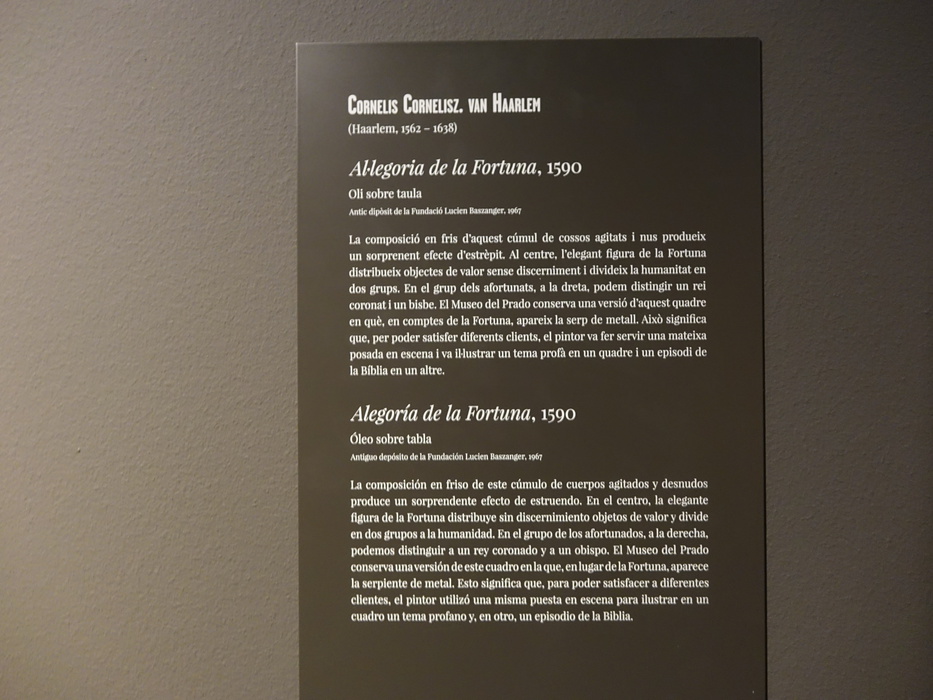 Cornelis Cornelisz. van Haarlem
(Haarlem, 1562 – 1638)
Al·legoria de la Fortuna, 1590
Oli sobre taula
Antic dipòsit de la Fundació Lucien Baszanger, 1967
La composició en fris d'aquest cúmul de cossos agitats i nus produeix
un sorprenent efecte d'estrèpit. Al centre, l'elegant figura de la Fortuna
distribueix objectes de valor sense discerniment i divideix la humanitat en
dos grups. En el grup dels afortunats, a la dreta, podem distingir un rei
coronat i un bisbe. El Museo del Prado conserva una versió d'aquest quadre
en què, en comptes de la Fortuna, apareix la serp de metall. Això significa
que, per poder satisfer diferents clients, el pintor va fer servir una mateixa
posada en escena i va il·lustrar un tema profà en un quadre i un episodi de
la Bíblia en un altre.
Alegoría de la Fortuna, 1590
Óleo sobre tabla
Antiguo depósito de la Fundación Lucien Baszanger, 1967
La composición en friso de este cúmulo de cuerpos agitados y desnudos
produce un sorprendente efecto de estruendo. En el centro, la elegante
figura de la Fortuna distribuye sin discernimiento objetos de valor y divide
en dos grupos a la humanidad. En el grupo de los afortunados, a la derecha,
podemos distinguir a un rey coronado y a un obispo. El Museo del Prado
conserva una versión de este cuadro en la que, en lugar de la Fortuna, aparece
la serpiente de metal. Esto significa que, para poder satisfacer a diferentes
clientes, el pintor utilizó una misma puesta en escena para ilustrar en un
cuadro un tema profano y, en otro, un episodio de la Biblia.